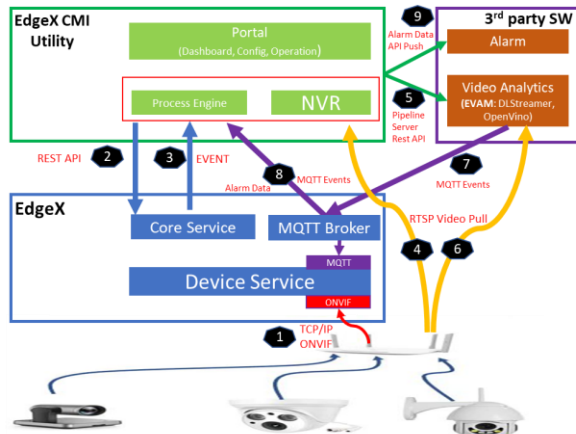 EdgeX CMI
Utility
Portal
(Dashboard, Config, Operation)
Process Engine
NVR
9
Alarm Data
API Push
3rd party SW
Alarm
Video Analytics
(EVAM: DLStreamer,
OpenVino)
5
Pipeline
Server
Rest API
REST API
2
3
EVENT
8
MQTT Events
Alarm Data
7
MQTT Events
EdgeX
Core Service
MQTT Broker
RTSP Video Pull
4
6
MQTT
Device Service
ONVIF
1
TCP/IP
ONVIF